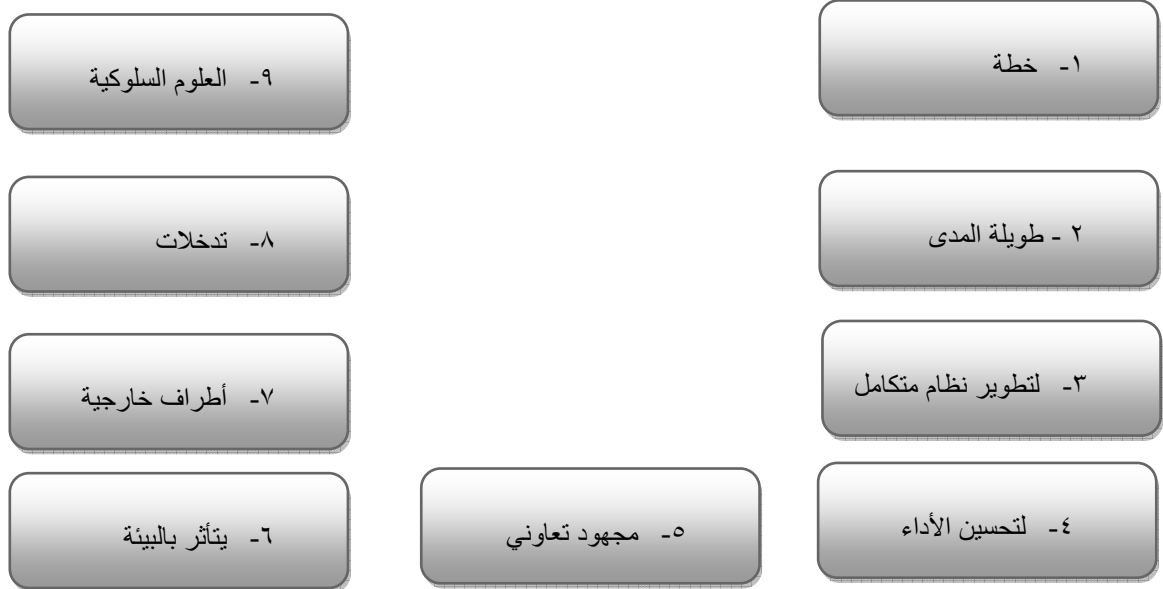 ١- خطة
٢ - طويلة المدى
٣- لتطوير نظام متكامل
٤- لتحسين الأداء
٥- مجهود تعاوني
٦- يتأثر بالبيئة
٧- أطراف خارجية
٨- تدخلات
٩- العلوم السلوكية